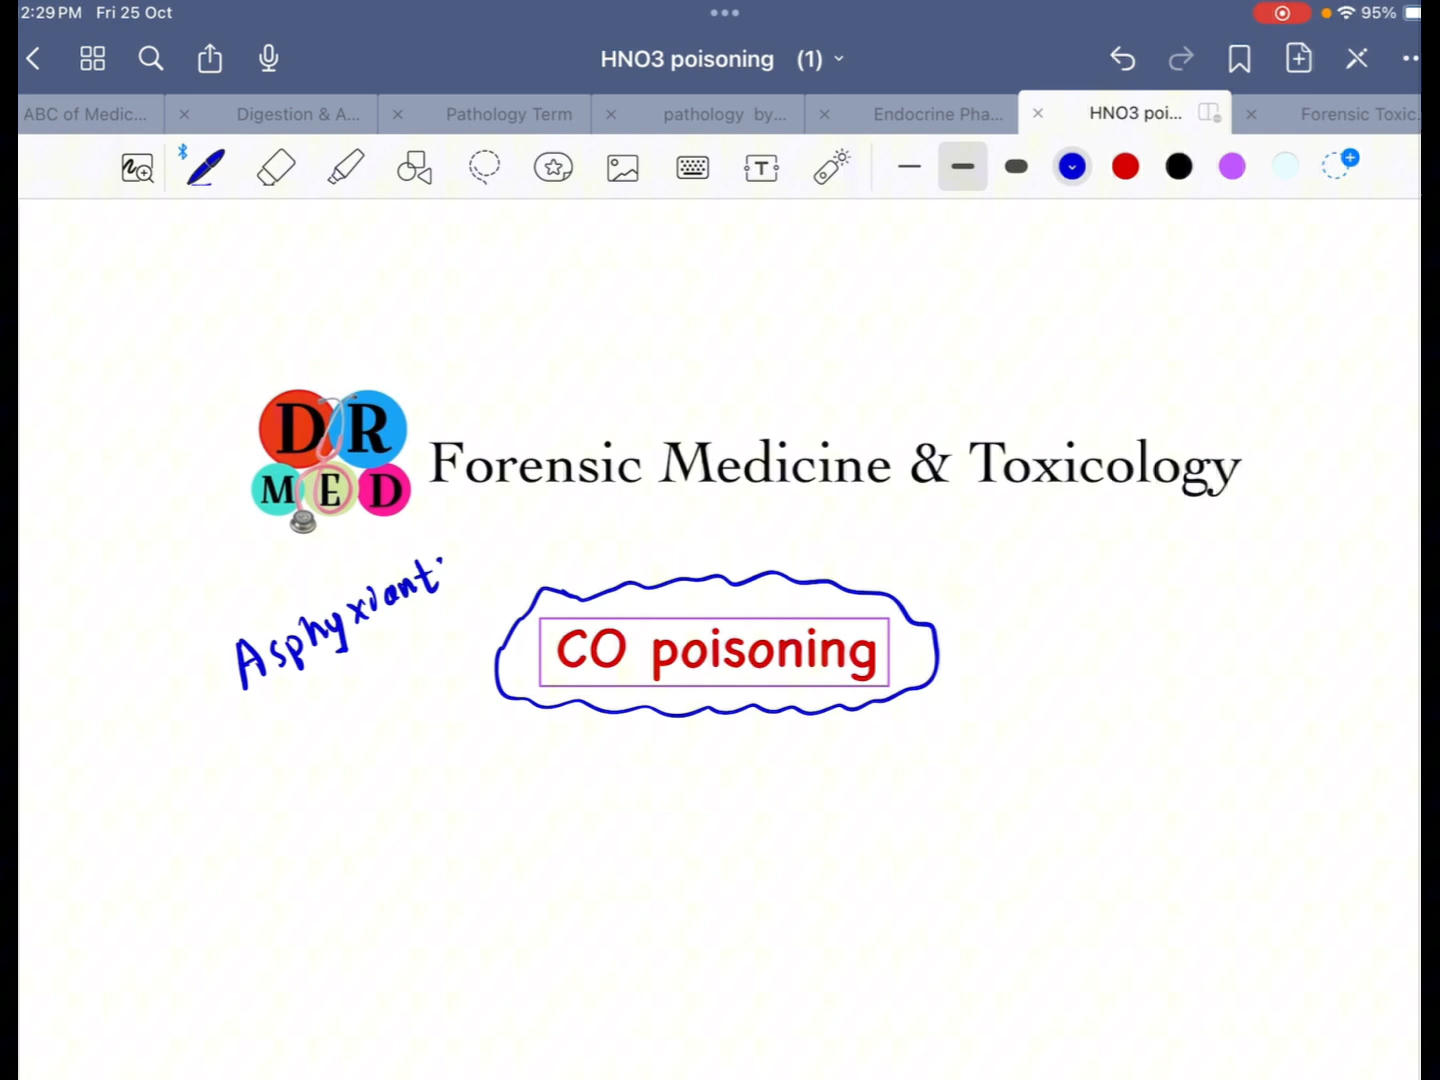 2:29 PM Fri 25 Oct
95%
HNO3 poisoning (1)
ABC of Medic...
Digestion & A...
Pathology Term
pathology by...
Endocrine Pha...
HNO3 poi...
Forensic Toxic.
T
DR
MED
Forensic Medicine & Toxicology
Asphyxiant
CO poisoning